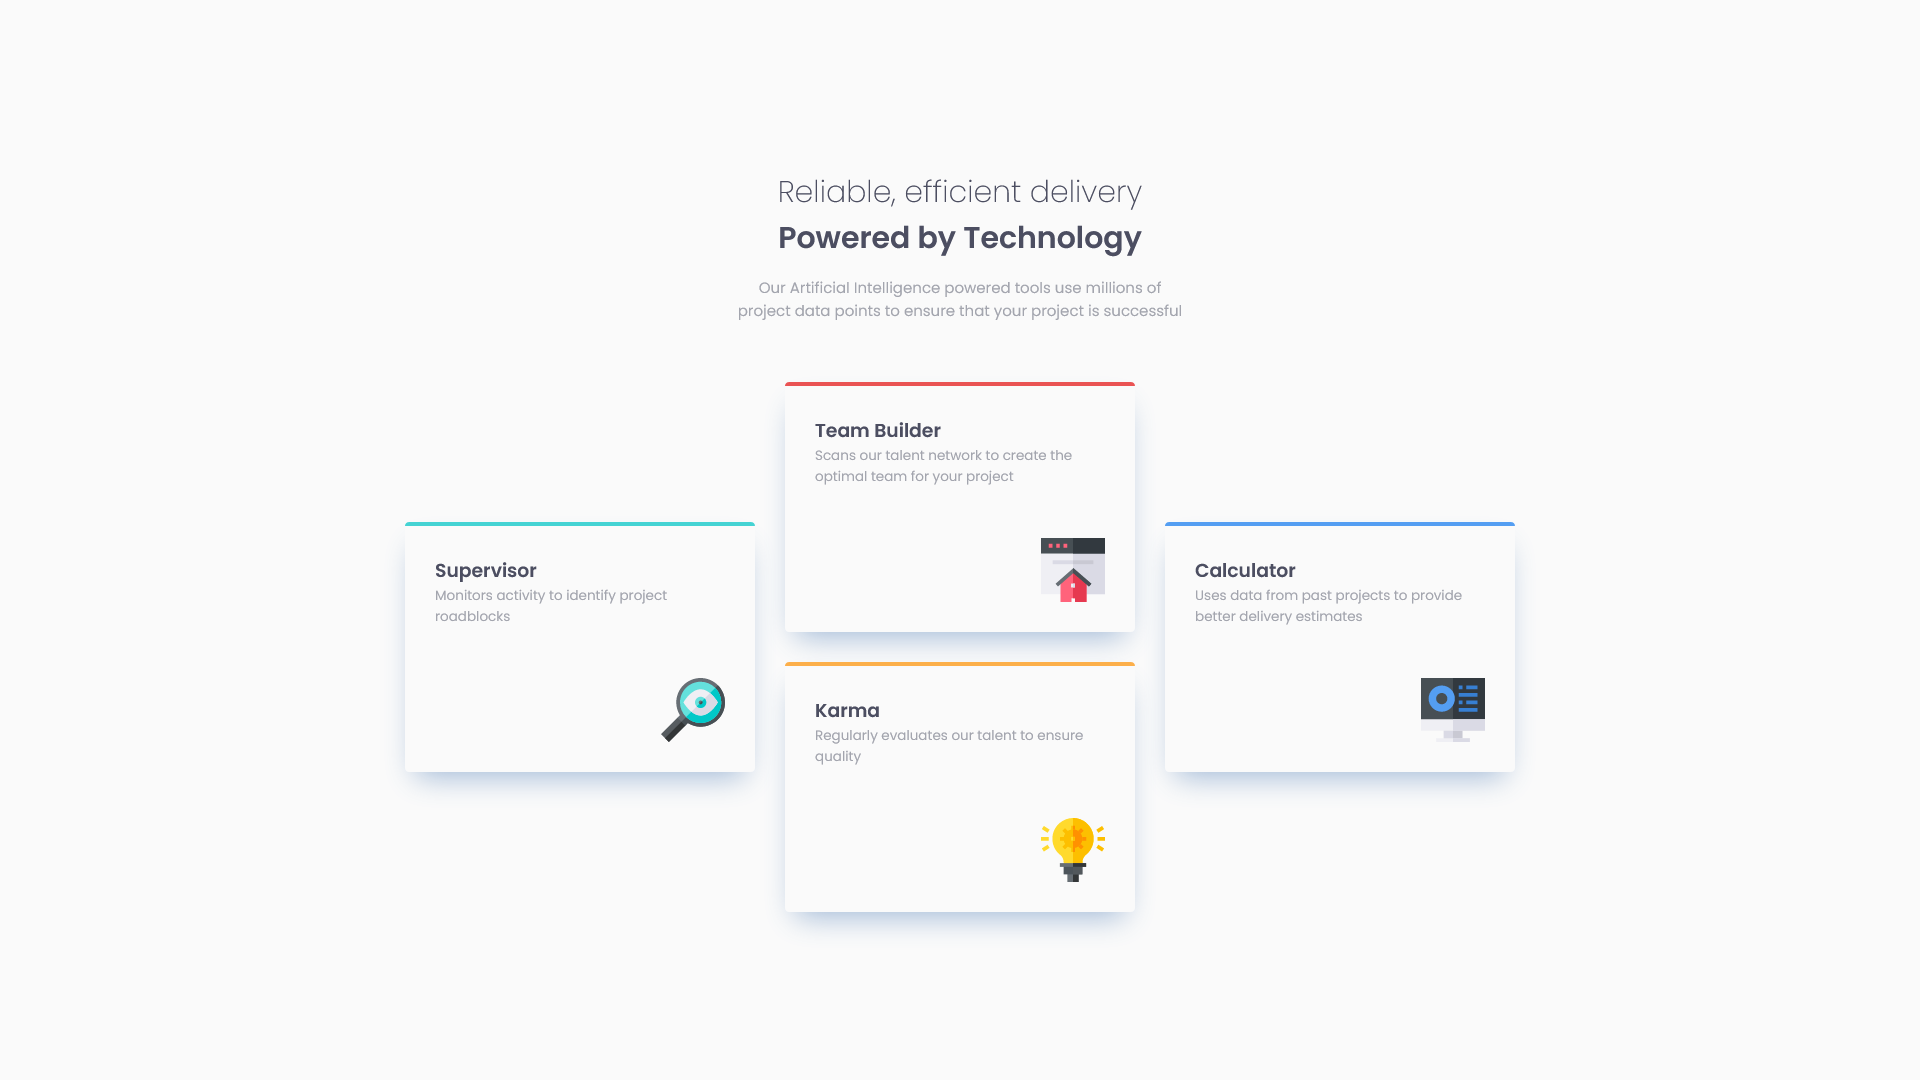 Reliable, efficient delivery
Powered by Technology
Our Artificial Intelligence powered tools use millions of
project data points to ensure that your project is successful
Team Builder
Scans our talent network to create the
optimal team for your project
Supervisor
Monitors activity to identify project
roadblocks
Calculator
Uses data from past projects to provide
better delivery estimates
Karma
Regularly evaluates our talent to ensure
quality